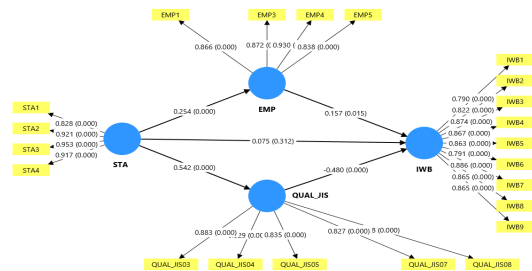 EMP1 EMP3 EMP4 EMP5
0.866 (0.000) 0.872 ( 0.930 ( 0.838 (0.000)
IWB1
IWB2
IWB3
IWB4
IWB5
IWB6
IWB7
IWB8
IWB9
0.790 (0.000)
0.822 (0.000)
0.874 (0.000)
0.867 (0.000)
0.863 (0.000)
0.791 (0.000)
0.886 (0.000)
0.865 (0.000)
0.865 (0.000)
EMP
0.254 (0.000) 0.157 (0.015)
STA1
STA2
STA3
STA4
0.828 (0.000)
0.921 (0.000)
0.953 (0.000)
0.917 (0.000)
STA
0.075 (0.312)
IWB
0.542 (0.000) -0.480 (0.000)
QUAL_JIS
0.883 (0.000) 0.835 (0.000) 0.827 (0.000) 8 (0.000)
QUAL_JIS03 QUAL_JIS04 QUAL_JIS05 QUAL_JIS07 QUAL_JIS08